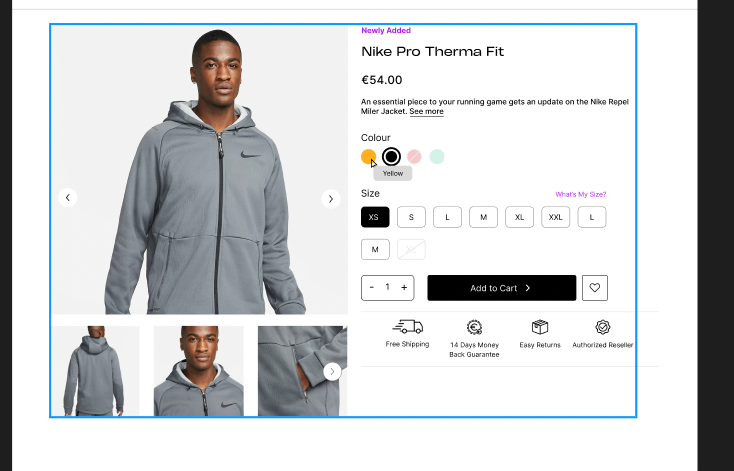 Newly Added
Nike Pro Therma Fit
€54.00
An essential piece to your running game gets an update on the Nike Repel
Miler Jacket. See more
Colour
Yellow
Size
What's My Size?
XS S L M XL XXL L
M
- 1 +
Add to Cart
Free Shipping
14 Days Money
Back Guarantee
Easy Returns
Authorized Reseller